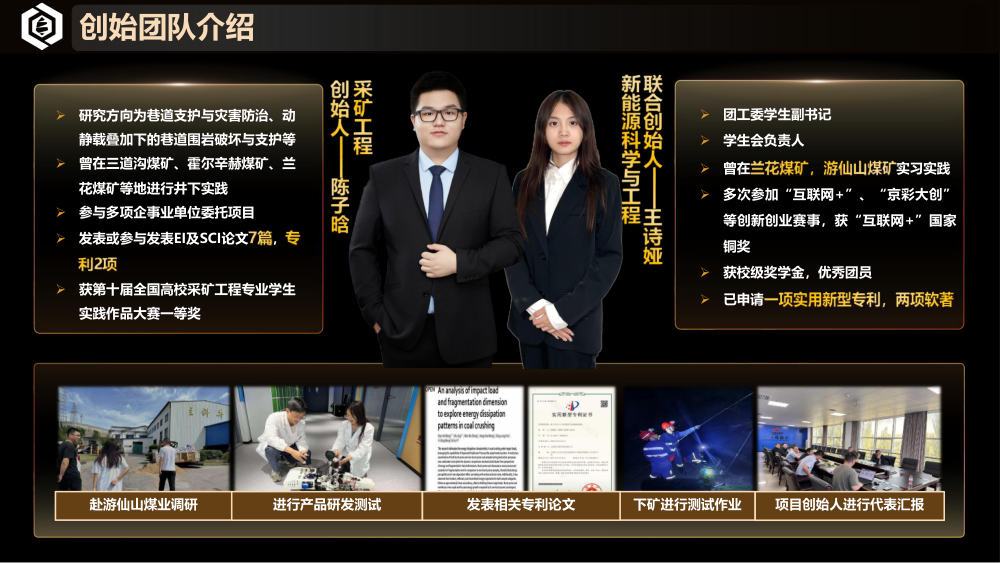 创始团队介绍
研究方向为巷道支护与灾害防治、动
静载叠加下的巷道围岩破坏与支护等
曾在三道沟煤矿、霍尔辛赫煤矿、兰
花煤矿等地进行井下实践
参与多项企事业单位委托项目
发表或参与发表EI及SCI论文7篇，专
利2项
获第十届全国高校采矿工程专业学生
实践作品大赛一等奖
采矿工程
创始人——陈子晗
联合创始人——王诗娅
新能源科学与工程
团工委学生副书记
学生会负责人
曾在兰花煤矿，游仙山煤矿实习实践
多次参加“互联网+”、“京彩大创”
等创新创业赛事，获“互联网+”国家
铜奖
获校级奖学金，优秀团员
已申请一项实用新型专利，两项软著
OPEN
An analysis of impact load
and fragmentation dimension
to explore energy dissipation
patterns in coal crushing
实用新型专利证书
赴游仙山煤业调研
进行产品研发测试
发表相关专利论文
下矿进行测试作业
项目创始人进行代表汇报